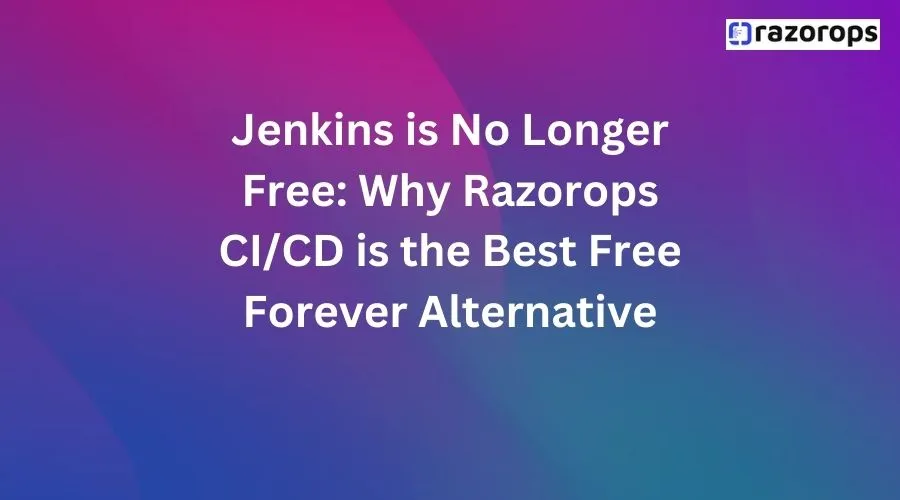 razorops
Jenkins is No Longer
Free: Why Razorops
CI/CD is the Best Free
Forever Alternative